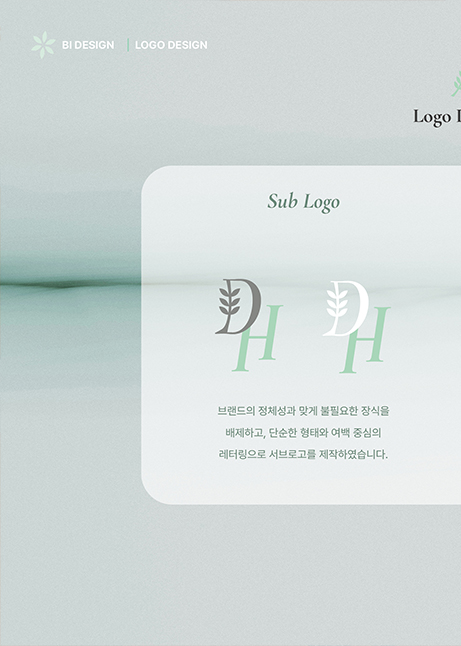 BI DESIGN | LOGO DESIGN
Logo
Sub Logo
DH DH
브랜드의 정체성과 맞게 불필요한 장식을
배제하고, 단순한 형태와 여백 중심의
레터링으로 서브로고를 제작하였습니다.